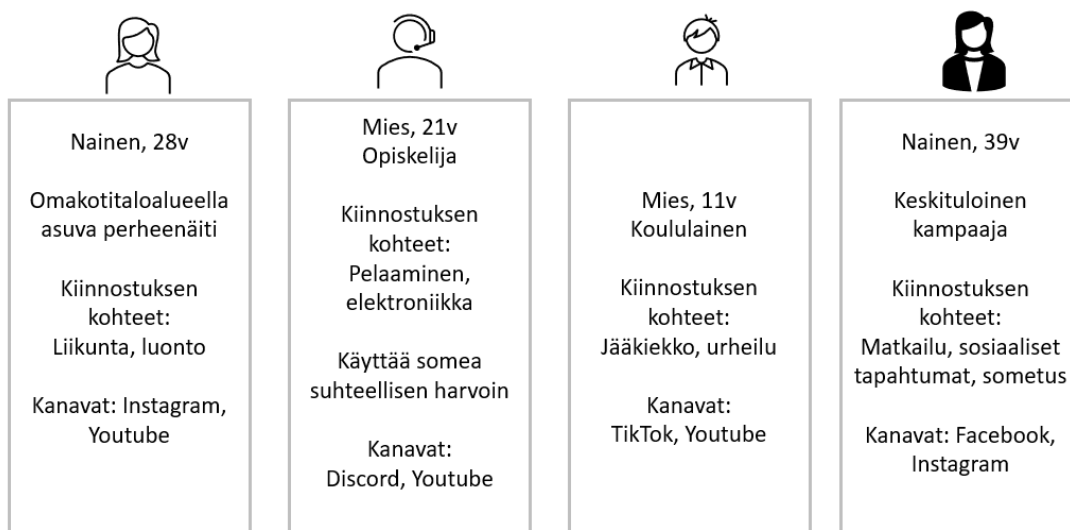 Nainen, 28v
Omakotitaloalueella
asuva perheenäiti
Kiinnostuksen
kohteet:
Liikunta, luonto
Kanavat: Instagram,
Youtube
Mies, 21v
Opiskelija
Kiinnostuksen
kohteet:
Pelaaminen,
elektroniikka
Käyttää somea
suhteellisen harvoin
Kanavat:
Discord, Youtube
Mies, 11v
Koululainen
Kiinnostuksen
kohteet:
Jääkiekko, urheilu
Kanavat:
TikTok, Youtube
Nainen, 39v
Keskituloinen
kampaaja
Kiinnostuksen
kohteet:
Matkailu, sosiaaliset
tapahtumat, sometus
Kanavat: Facebook,
Instagram